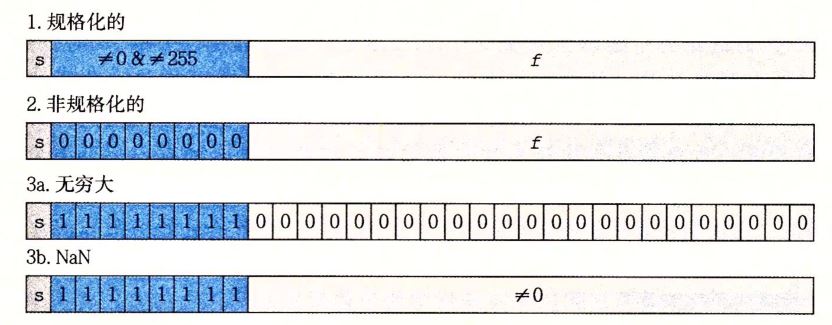 1. 规格化的
s ≠0 & ≠255 f
2. 非规格化的
s 0 0 0 0 0 0 0 0 f
3a. 无穷大
s 1 1 1 1 1 1 1 1 0 0 0 0 0 0 0 0 0 0 0 0 0 0 0 0 0 0 0 0 0 0 0
3b. NaN
s 1 1 1 1 1 1 1 1 ≠0